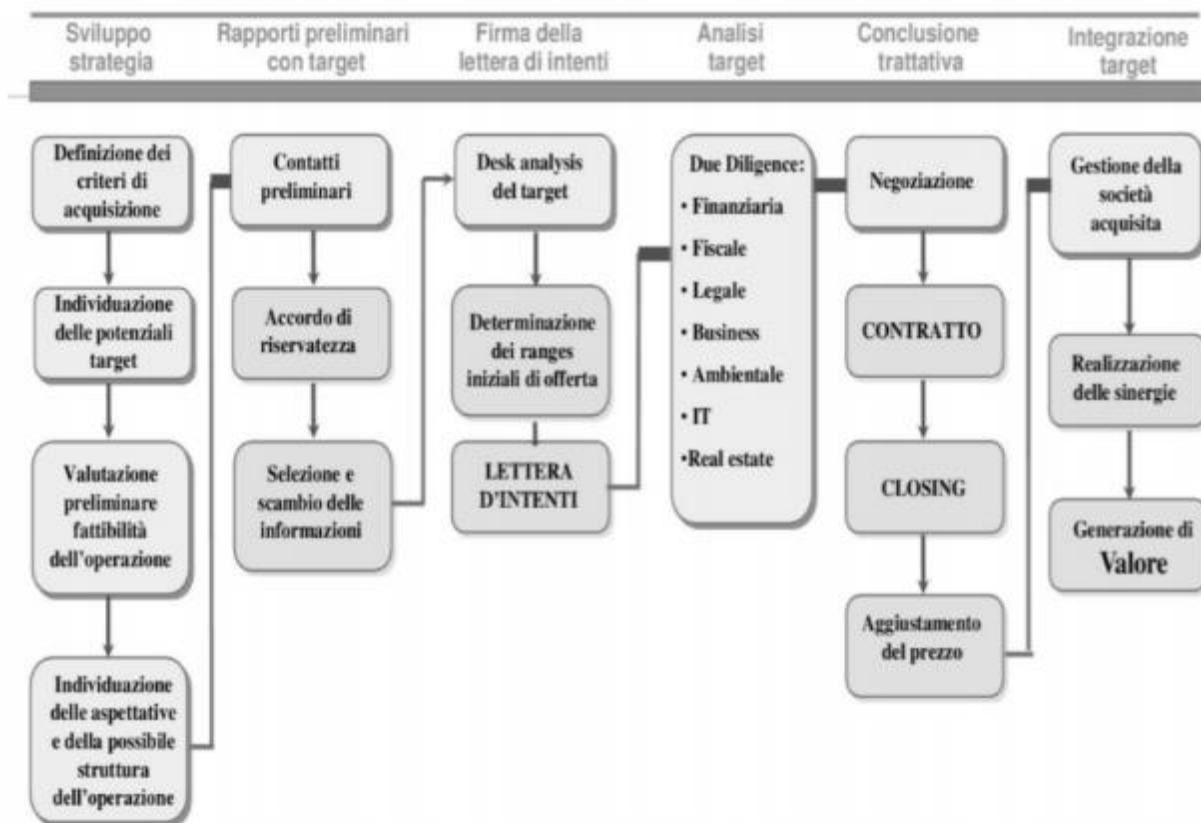 Sviluppo
strategia
Rapporti preliminari
con target
Firma della
lettera di intenti
Analisi
target
Conclusione
trattativa
Integrazione
target
Definizione dei
criteri di
acquisizione
Individuazione
delle potenziali
target
Valutazione
preliminare
fattibilità
dell'operazione
Individuazione
delle aspettative
e della possibile
struttura
dell'operazione
Contatti
preliminari
Accordo di
riservatezza
Selezione e
scambio delle
informazioni
Desk analysis
del target
Determinazione
dei ranges
iniziali di offerta
LETTERA
D'INTENTI
Due Diligence:
• Finanziaria
• Fiscale
• Legale
• Business
• Ambientale
• IT
•Real estate
Negoziazione
CONTRATTO
CLOSING
Aggiustamento
del prezzo
Gestione della
società
acquisita
Realizzazione
delle sinergie
Generazione di
Valore